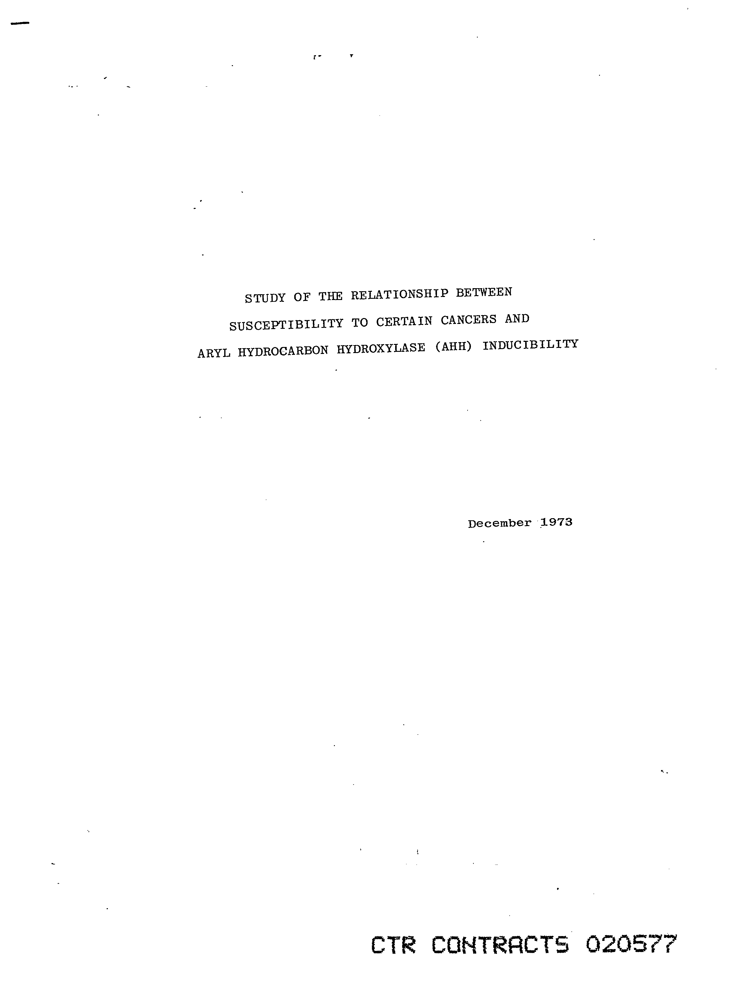 STUDY OF THE RELATIONSHIP BETWEEN
SUSCEPTIBILITY TO CERTAIN CANCERS AND
ARYL HYDROCARBON HYDROXYLASE (AHH) INDUCIBILITY
December 1973
CTR CONTRACTS 020577